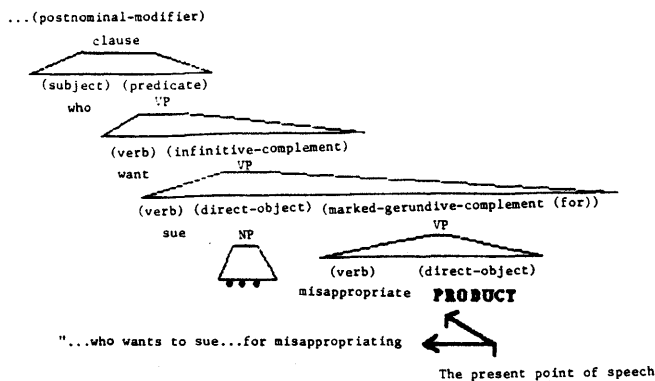 ...(postnominal-modifier)
clause
(subject) (predicate)
who VP
(verb) (infinitive-complement)
want VP
(verb) (direct-object) (marked-gerundive-complement (for))
sue NP VP
(verb) (direct-object)
misappropriate PRODUCT
"...who wants to sue...for misappropriating
The present point of speech